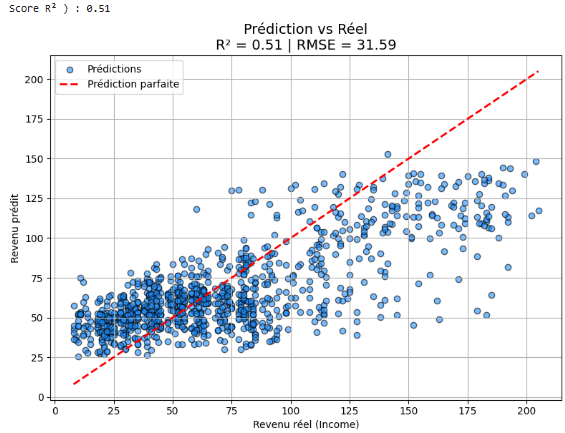 Score R² ) : 0.51
Prédiction vs Réel
R² = 0.51 | RMSE = 31.59
Prédictions
Prédiction parfaite
200
175
150
125
100
75
50
25
0
Revenu prédit
0 25 50 75 100 125 150 175 200
Revenu réel (Income)